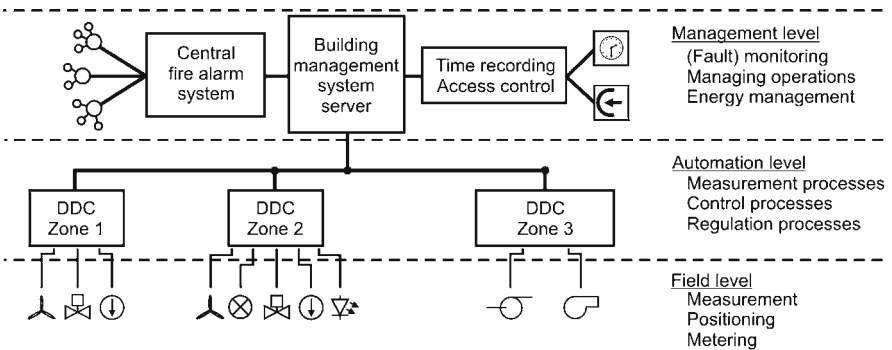 Central
fire alarm
system
Building
management
system
server
Time recording
Access control
Management level
(Fault) monitoring
Managing operations
Energy management
DDC
Zone 1
DDC
Zone 2
DDC
Zone 3
Automation level
Measurement processes
Control processes
Regulation processes
Field level
Measurement
Positioning
Metering